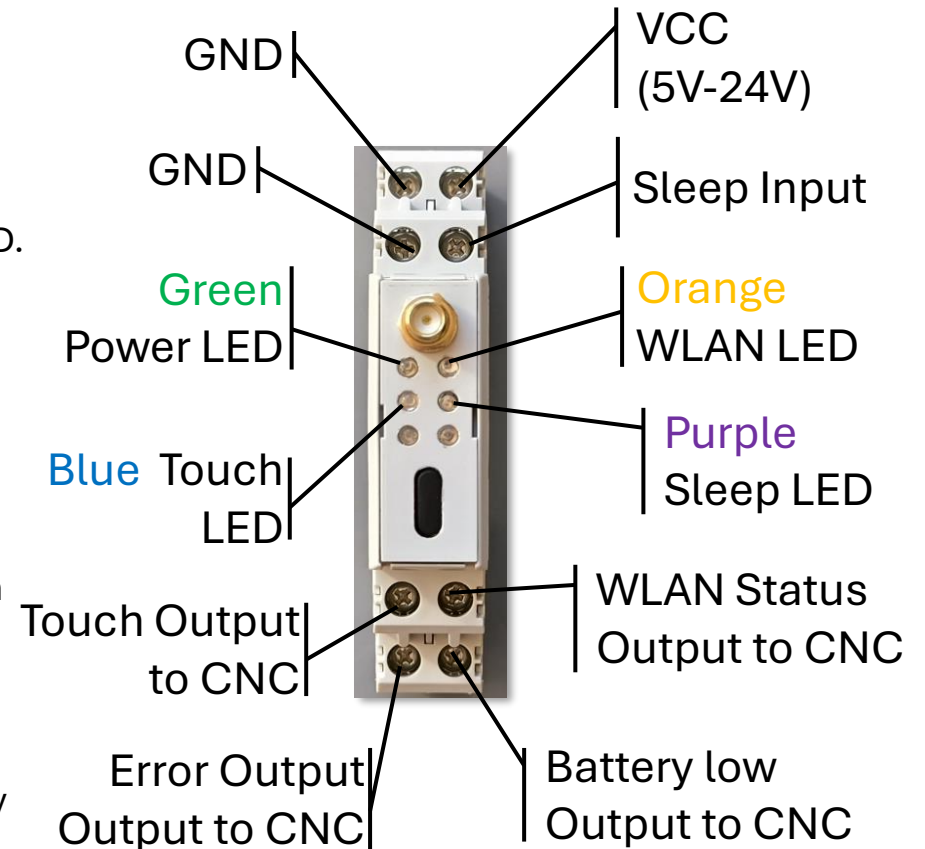 GND
VCC
(5V-24V)
GND
Sleep Input
D.
Green
Power LED
Orange
WLAN LED
Blue Touch
LED
Purple
Sleep LED
Touch Output
to CNC
WLAN Status
Output to CNC
Error Output
Output to CNC
Battery low
Output to CNC